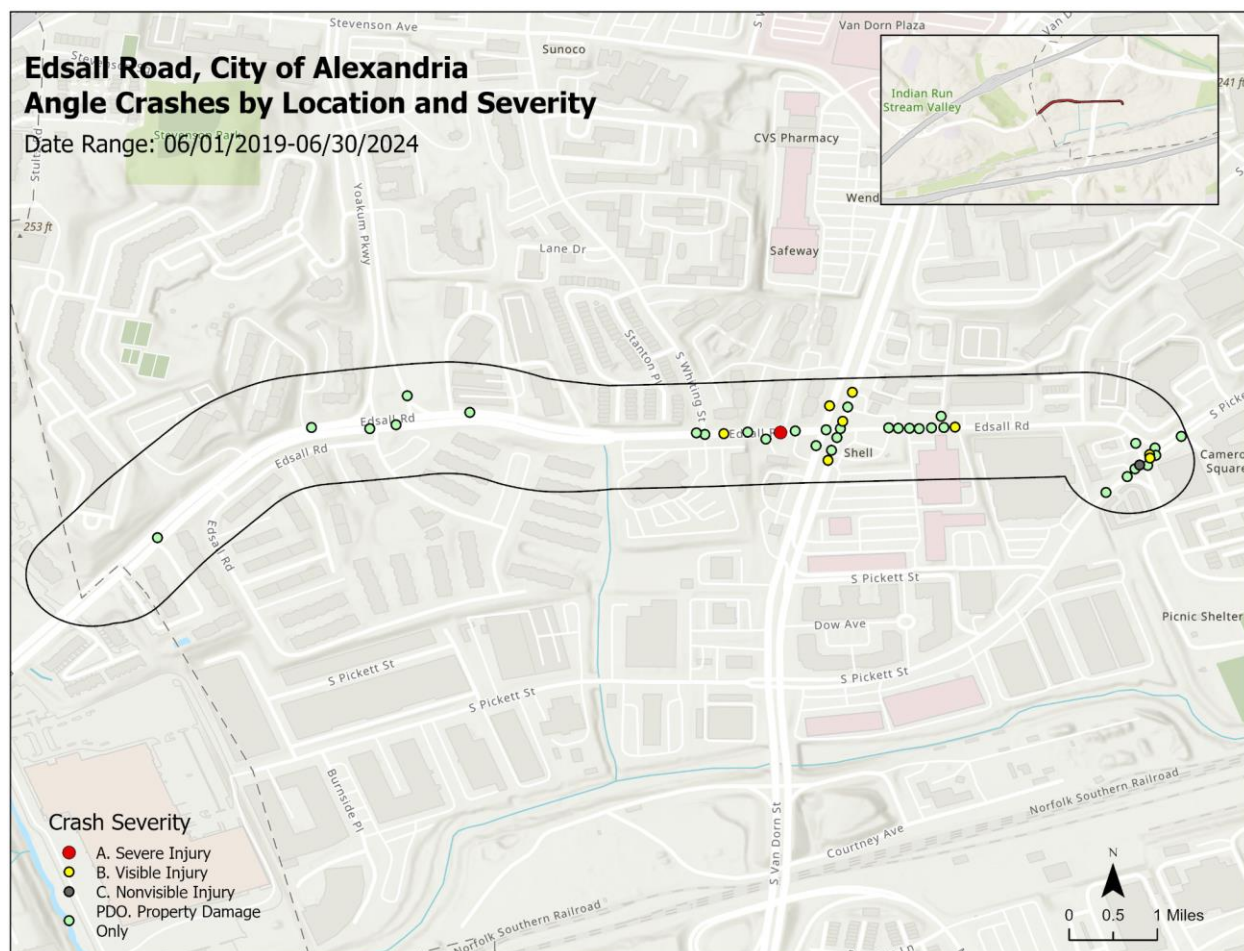 Stevenson Ave
Van Dorn Plaza
Sunoco
Edsall Road, City of Alexandria
Angle Crashes by Location and Severity
Date Range: 06/01/2019-06/30/2024
Stevenson Park
Indian Run
Stream Valley
241 ft
CVS Pharmacy
Yoakum Pkwy
253 ft
Lane Dr
Safeway
Stanton Pl
S Whiting St
Edsall Rd
Edsall Rd
Edsall Rd
Edsall Rd
Shell
S Pickett St
Dow Ave
Picnic Shelter
S Pickett St
S Pickett St
S Pickett St
Burnside Pl
S Van Dorn St
Courtney Ave
Norfolk Southern Railroad
Norfolk Southern Railroad
Crash Severity
A. Severe Injury
B. Visible Injury
C. Nonvisible Injury
PDO. Property Damage
Only
N
0 0.5 1 Miles